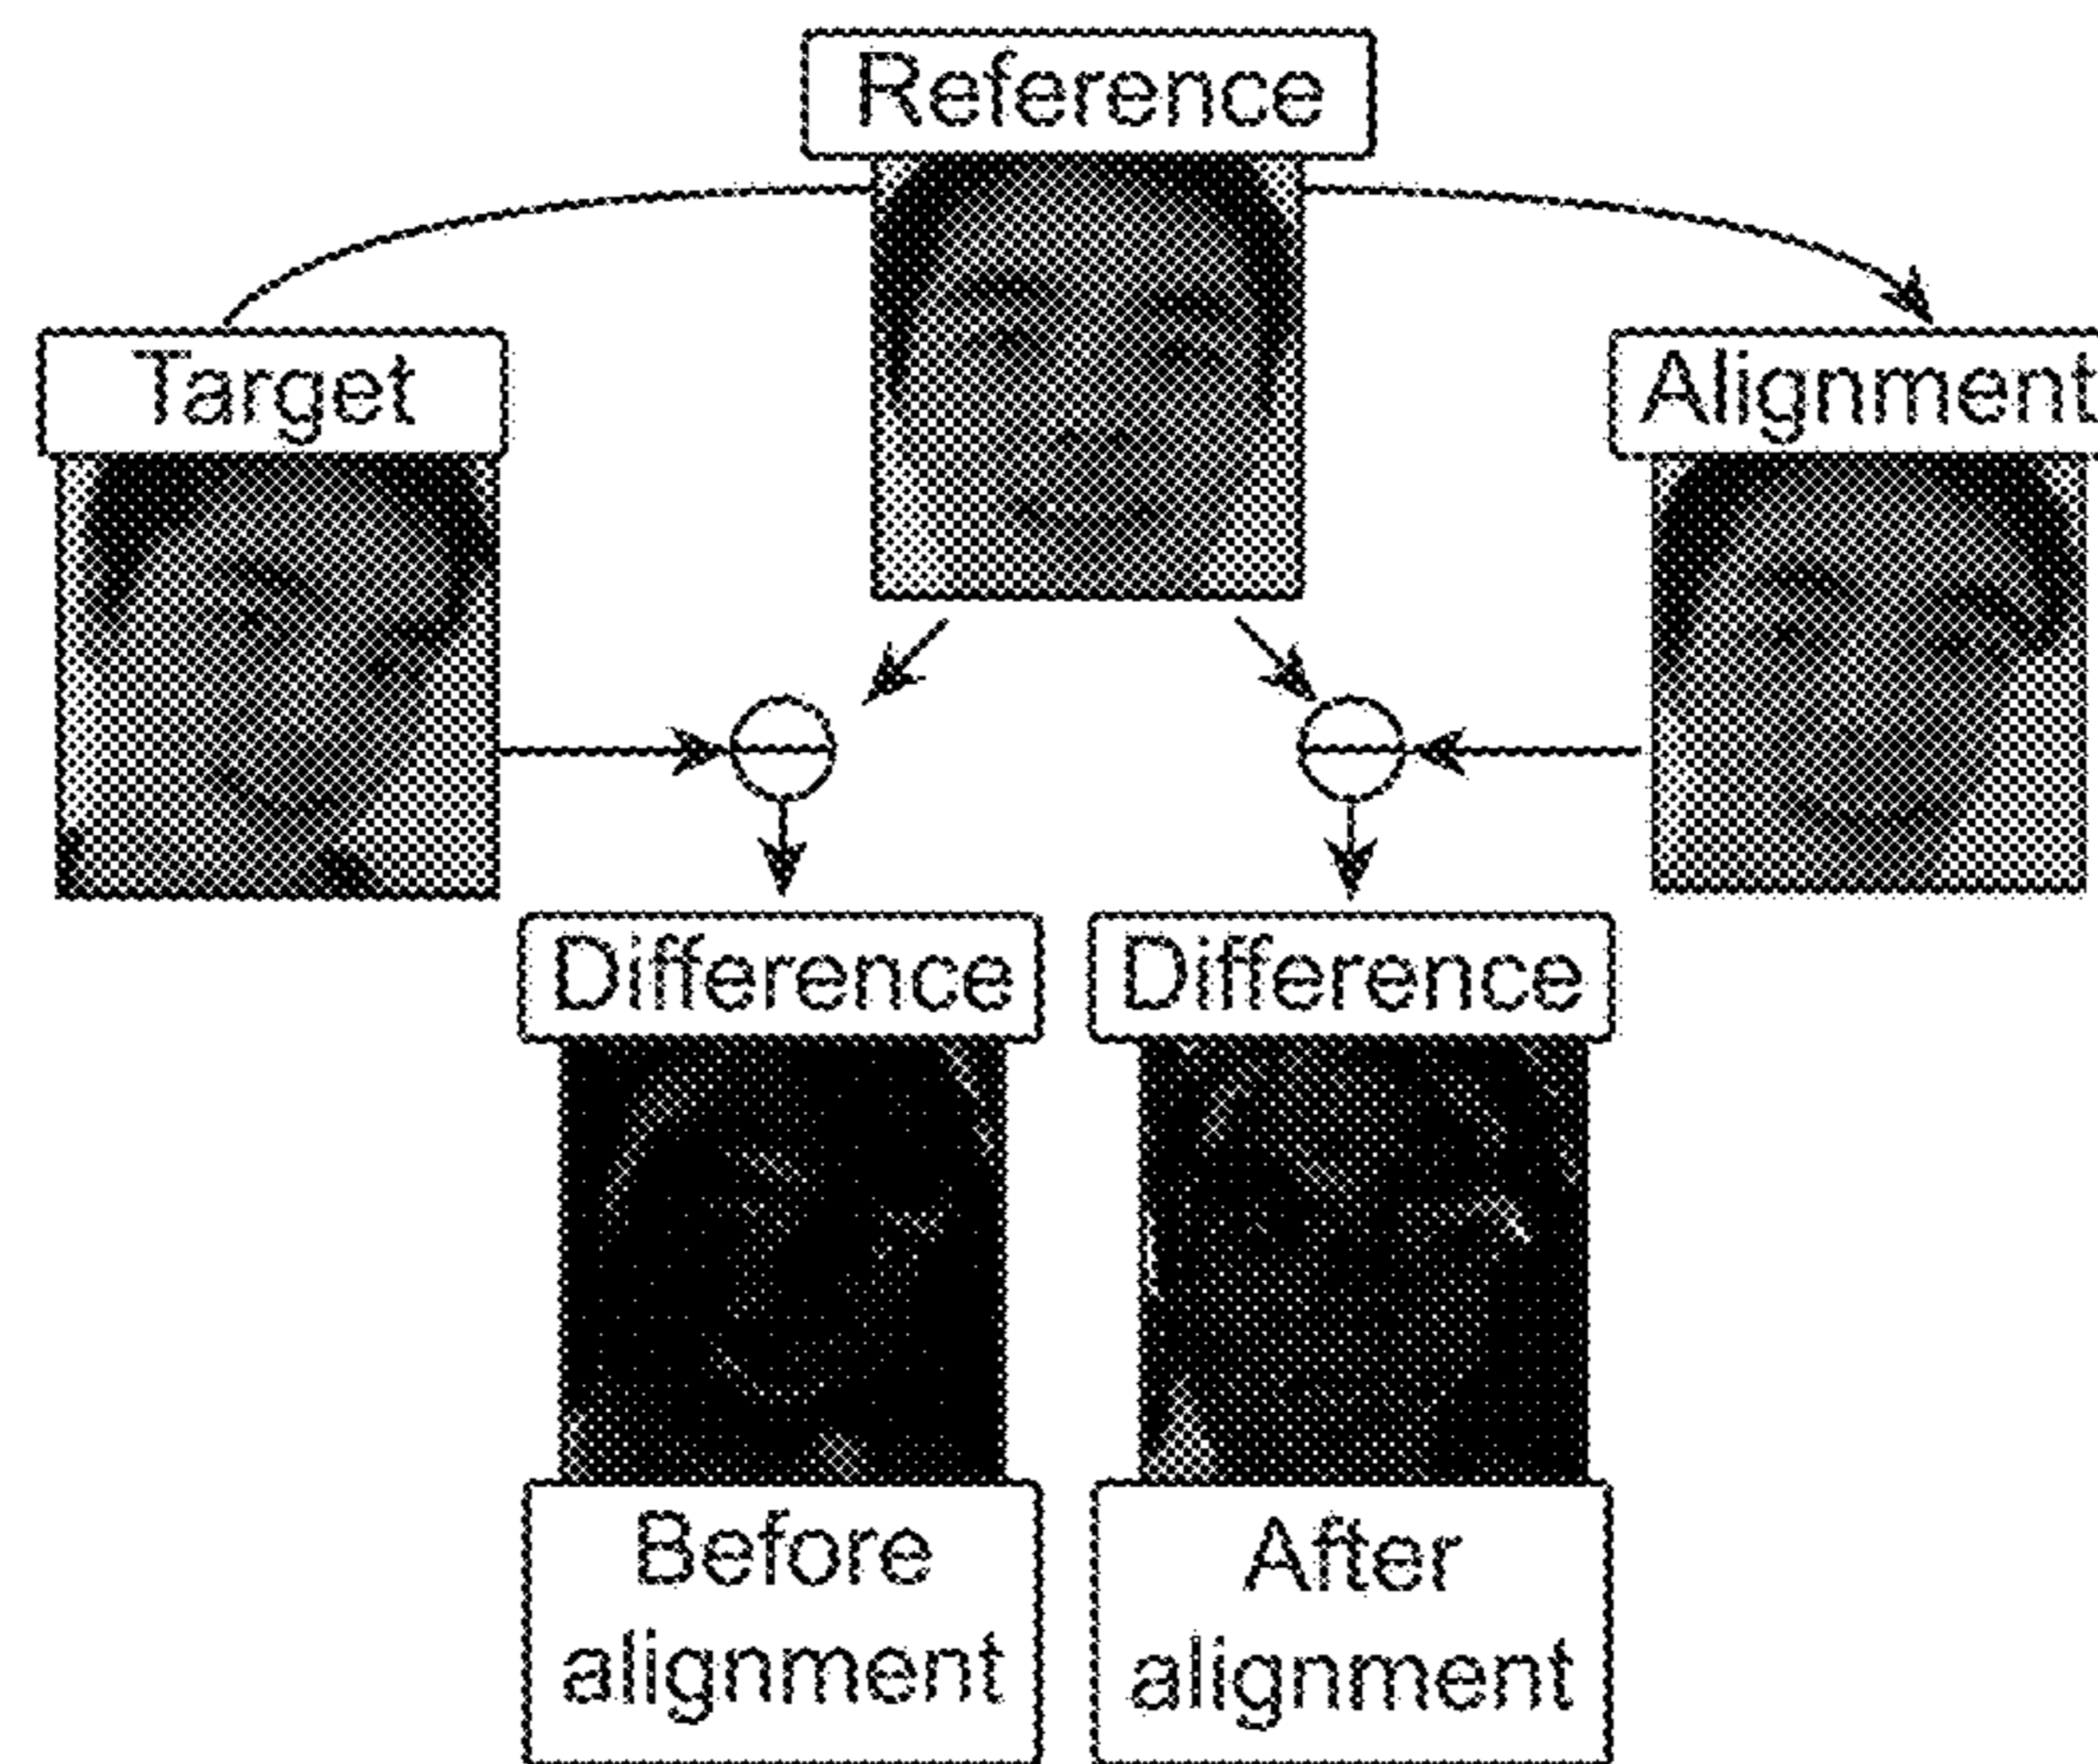 Reference
Target
Alignment
Difference
Difference
Before
alignment
After
alignment